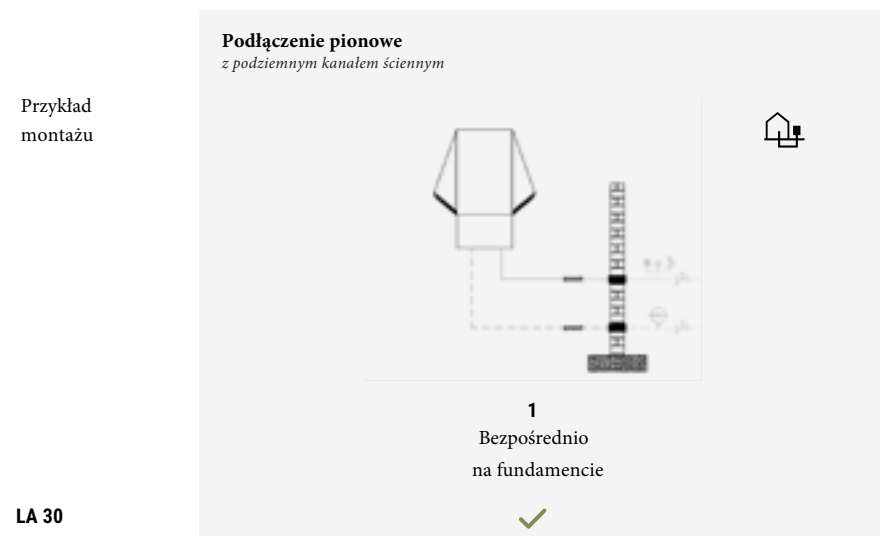 Podłączenie pionowe
z podziemnym kanałem ściennym
Przykład
montażu
1
Bezpośrednio
na fundamencie
LA 30